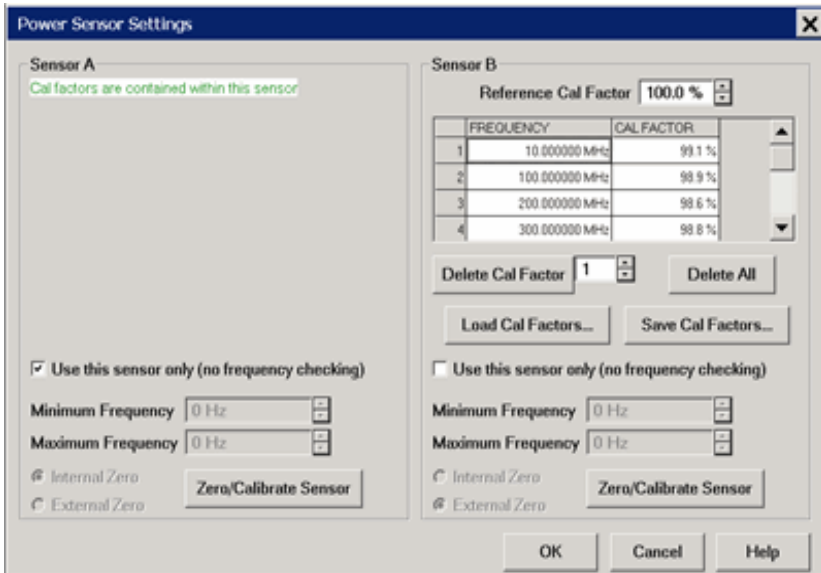 Power Sensor Settings
Sensor A
Cal factors are contained within this sensor
Use this sensor only (no frequency checking)
Minimum Frequency 0 Hz
Maximum Frequency 0 Hz
Internal Zero
External Zero
Zero/Calibrate Sensor
Sensor B
Reference Cal Factor 100.0 %
FREQUENCY CAL FACTOR
1 10.000000 MHz 99.1 %
2 100.000000 MHz 98.9 %
3 200.000000 MHz 98.6 %
4 300.000000 MHz 98.8 %
Delete Cal Factor 1 Delete All
Load Cal Factors... Save Cal Factors...
Use this sensor only (no frequency checking)
Minimum Frequency 0 Hz
Maximum Frequency 0 Hz
Internal Zero
External Zero
Zero/Calibrate Sensor
OK Cancel Help